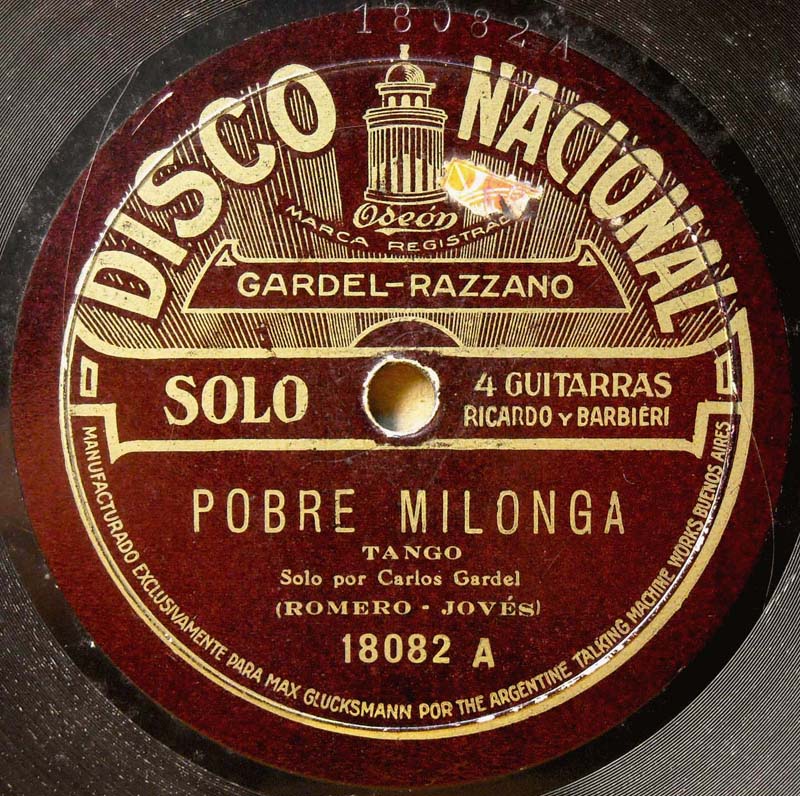 18082 A
DISCO NACIONAL
Odeón
MARCA REGISTRADA
GARDEL-RAZZANO
SOLO
4 GUITARRAS
RICARDO Y BARBIÉRI
POBRE MILONGA
TANGO
Solo por Carlos Gardel
(ROMERO - JOVÉS)
18082 A
MANUFACTURADO EXCLUSIVAMENTE PARA MAX GLUCKSMANN POR THE ARGENTINE TALKING MACHINE WORKS BUENOS AIRES